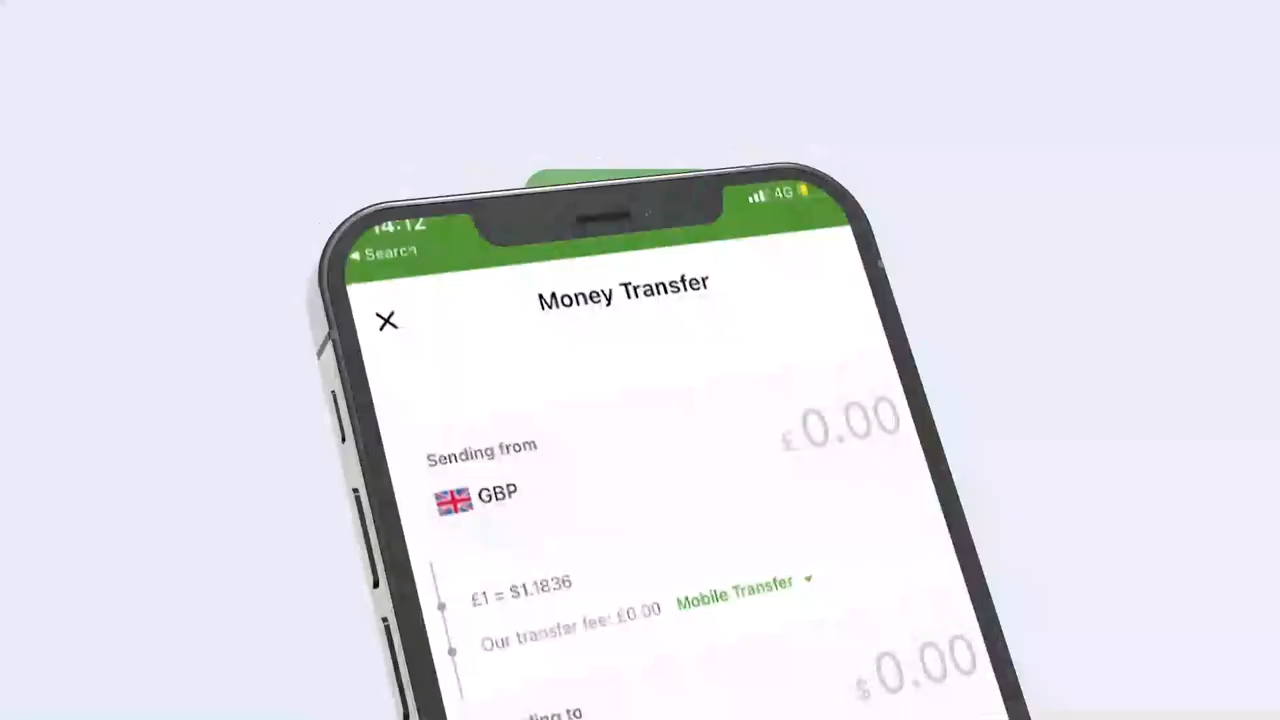 14:12
4G
Search
Money Transfer
£0.00
Sending from
GBP
£1 = $1.1836
Our transfer fee: £0.00 Mobile Transfer
$0.00
to